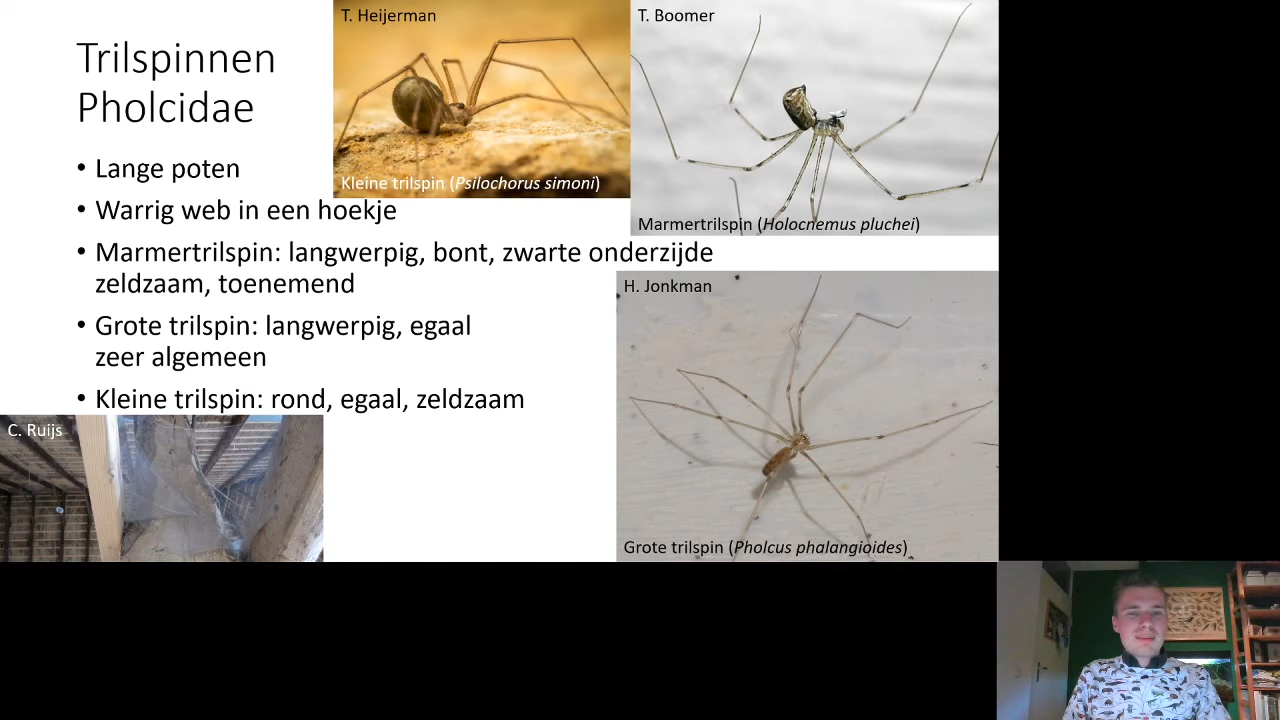 Trilspinnen
Pholcidae
• Lange poten
• Warrig web in een hoekje
• Marmertrilspin: langwerpig, bont, zwarte onderzijde
zeldzaam, toenemend
• Grote trilspin: langwerpig, egaal
zeer algemeen
• Kleine trilspin: rond, egaal, zeldzaam
T. Heijerman
Kleine trilspin (Psilochorus simoni)
T. Boomer
Marmertrilspin (Holocnemus pluchei)
H. Jonkman
Grote trilspin (Pholcus phalangioides)
C. Ruijs